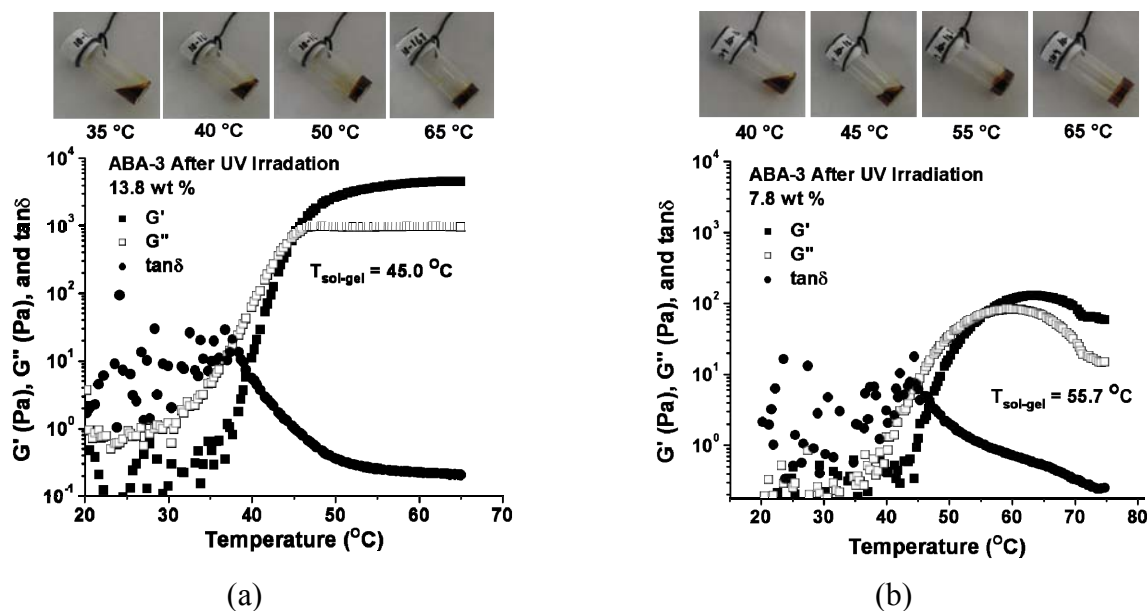 35 °C 40 °C 50 °C 65 °C
ABA-3 After UV Irradation
13.8 wt %
G'
G"
tanδ
T sol-gel = 45.0 °C
G' (Pa), G" (Pa), and tanδ
10^4
10^3
10^2
10^1
10^0
10^-1
20 30 40 50 60 70
Temperature (°C)
(a)
40 °C 45 °C 55 °C 65 °C
ABA-3 After UV Irradiation
7.8 wt %
G'
G"
tanδ
T sol-gel = 55.7 °C
G' (Pa), G" (Pa), and tanδ
10^4
10^3
10^2
10^1
10^0
20 30 40 50 60 70 80
Temperature (°C)
(b)